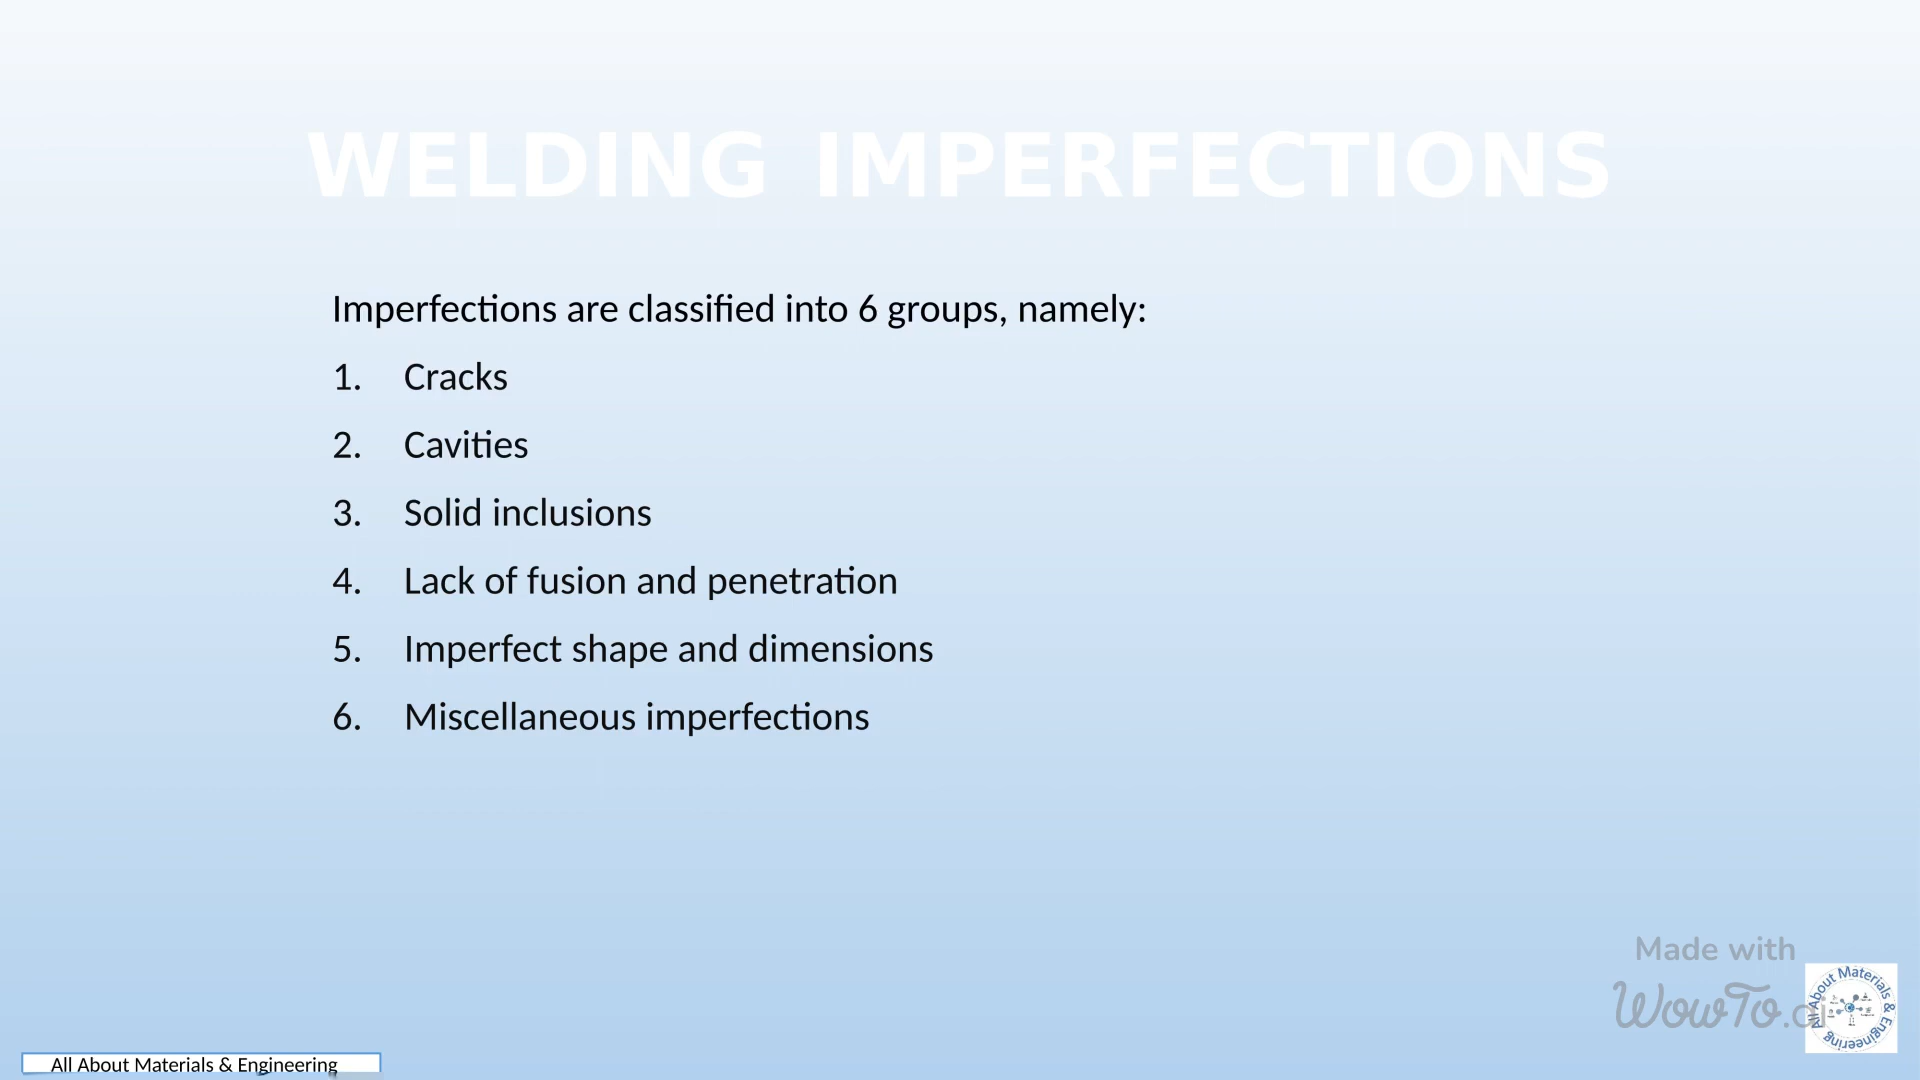 WELDING IMPERFECTIONS
Imperfections are classified into 6 groups, namely:
1. Cracks
2. Cavities
3. Solid inclusions
4. Lack of fusion and penetration
5. Imperfect shape and dimensions
6. Miscellaneous imperfections
Made with
WowTo.ai
All About Materials & Engineering
All About Materials & Engineering